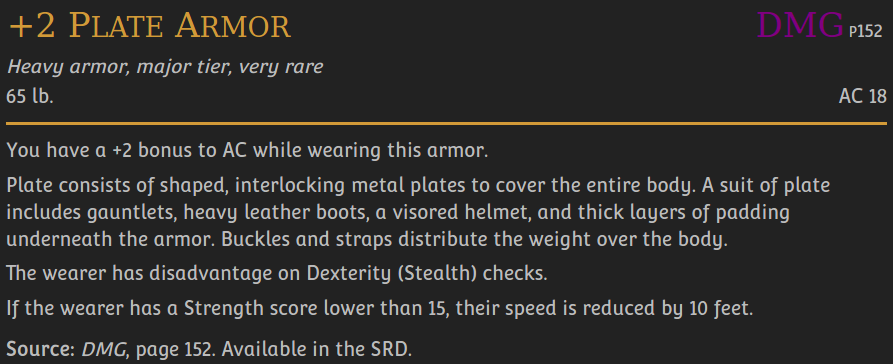 +2 Plate Armor DMG P152
Heavy armor, major tier, very rare
65 lb. AC 18
You have a +2 bonus to AC while wearing this armor.
Plate consists of shaped, interlocking metal plates to cover the entire body. A suit of plate
includes gauntlets, heavy leather boots, a visored helmet, and thick layers of padding
underneath the armor. Buckles and straps distribute the weight over the body.
The wearer has disadvantage on Dexterity (Stealth) checks.
If the wearer has a Strength score lower than 15, their speed is reduced by 10 feet.
Source: DMG, page 152. Available in the SRD.